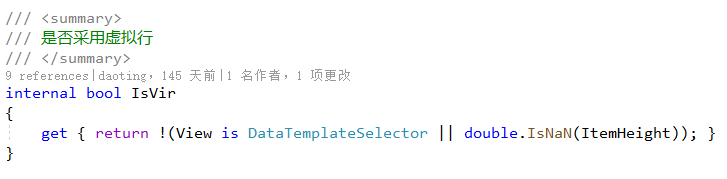 /// <summary>
/// 是否采用虚拟行
/// </summary>
9 references|daoting，145 天前|1 名作者，1 项更改
internal bool IsVir
{
    get { return !(View is DataTemplateSelector || double.IsNaN(ItemHeight)); }
}